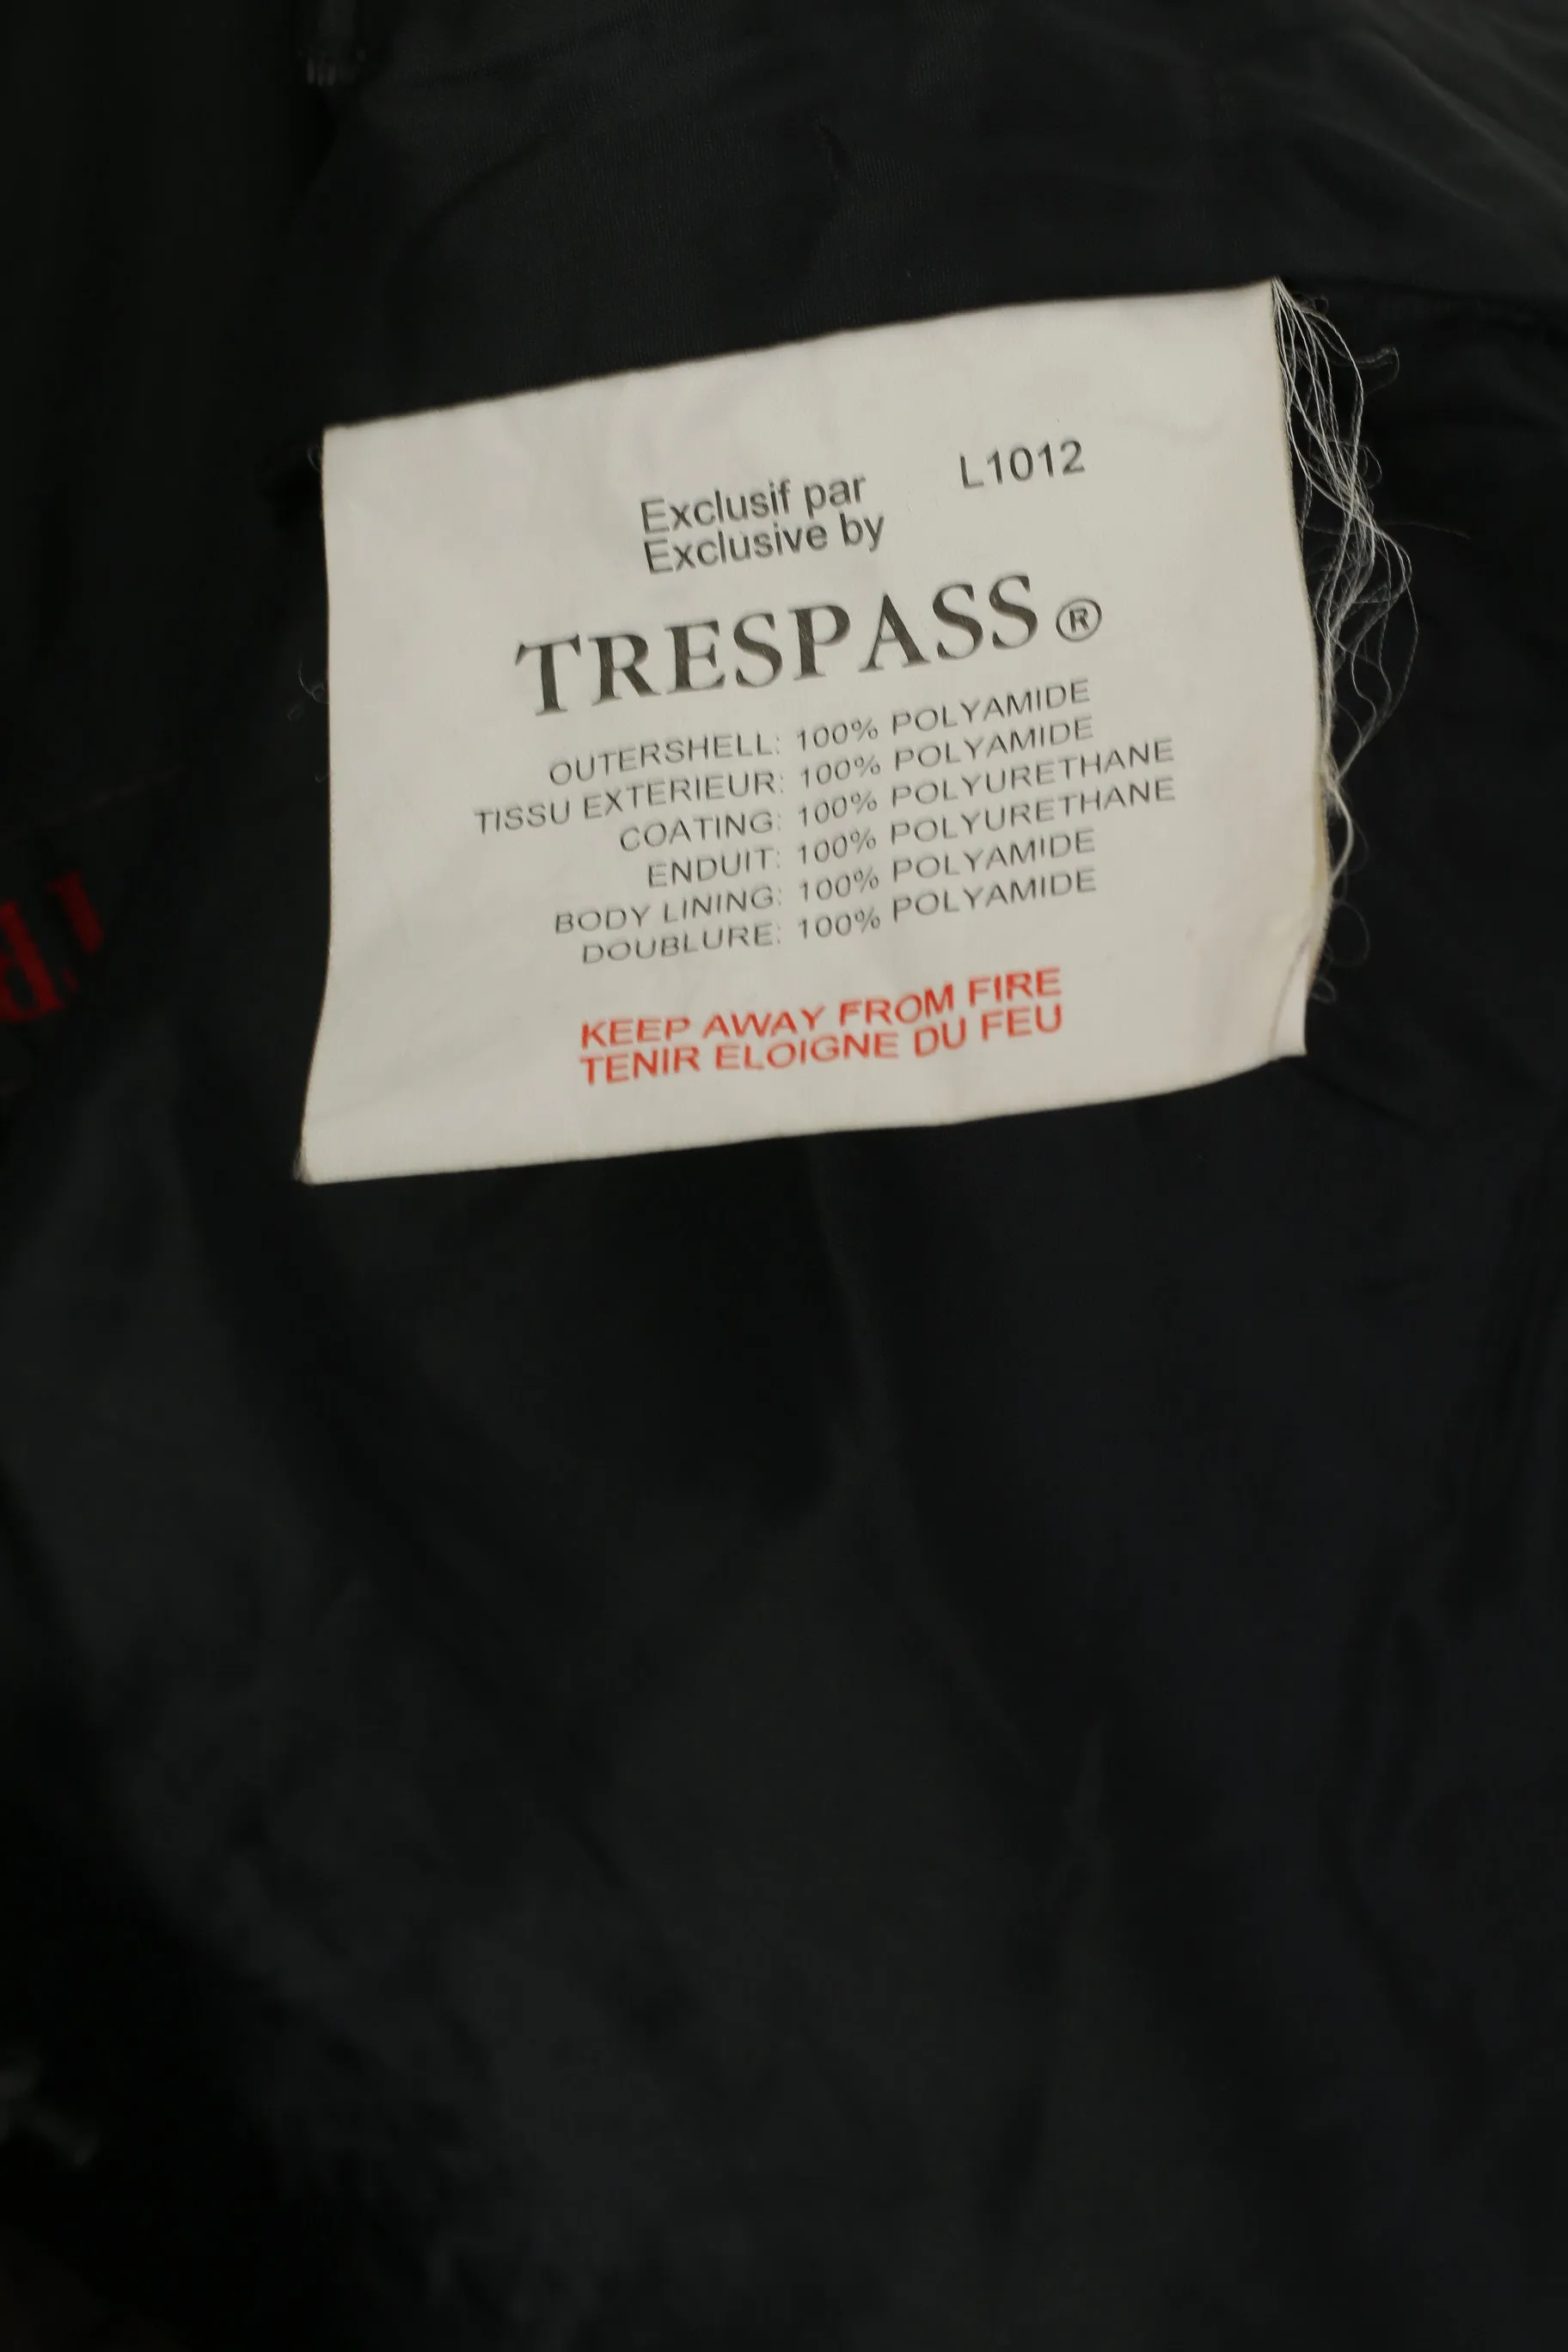 Exclusif par L1012
Exclusive by
TRESPASS®
OUTERSHELL: 100% POLYAMIDE
TISSU EXTERIEUR: 100% POLYAMIDE
COATING: 100% POLYURETHANE
ENDUIT: 100% POLYURETHANE
BODY LINING: 100% POLYAMIDE
DOUBLURE: 100% POLYAMIDE
KEEP AWAY FROM FIRE
TENIR ELOIGNE DU FEU